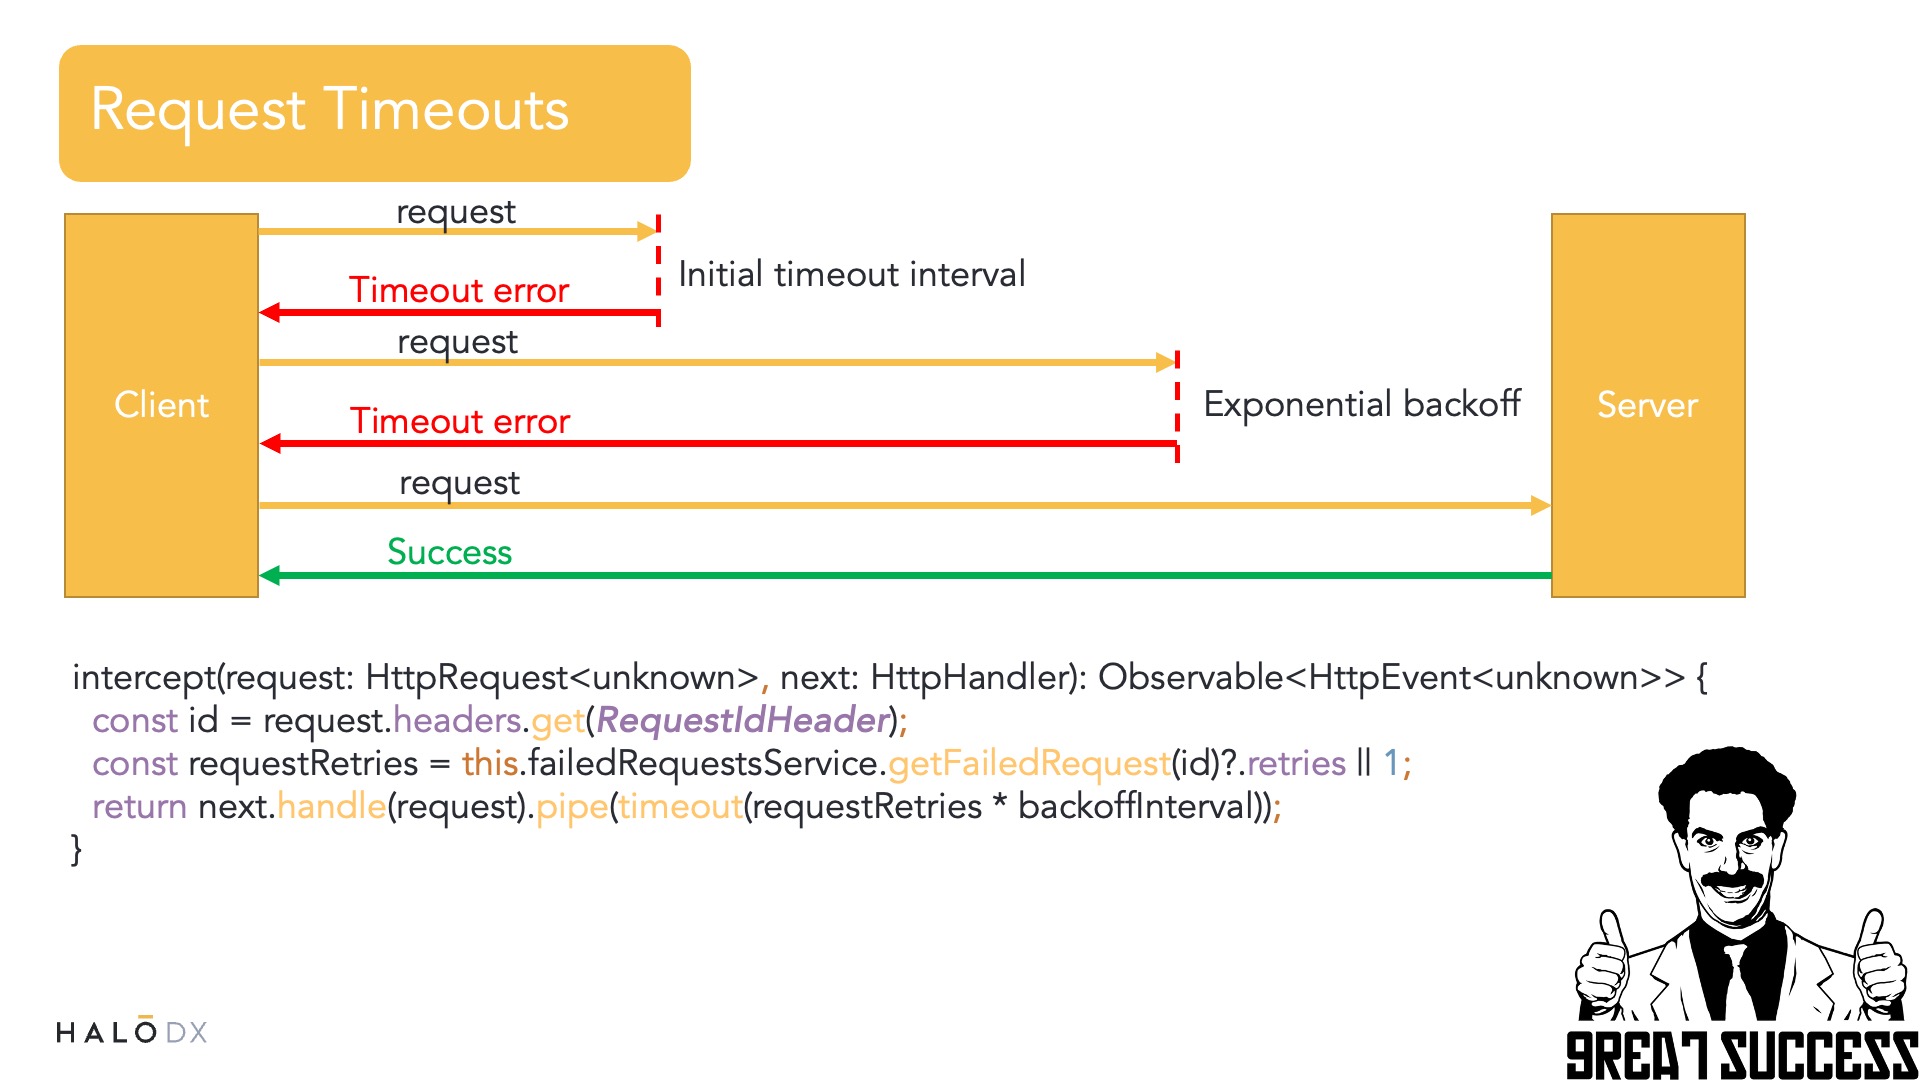 Request Timeouts
request
Initial timeout interval
Timeout error
request
Client
Exponential backoff
Server
Timeout error
request
Success
intercept(request: HttpRequest<unknown>, next: HttpHandler): Observable<HttpEvent<unknown>> {
const id = request.headers.get(RequestIdHeader);
const requestRetries = this.failedRequestsService.getFailedRequest(id)?.retries || 1;
return next.handle(request).pipe(timeout(requestRetries * backoffInterval));
}
HALŌ DX
GREAT SUCCESS